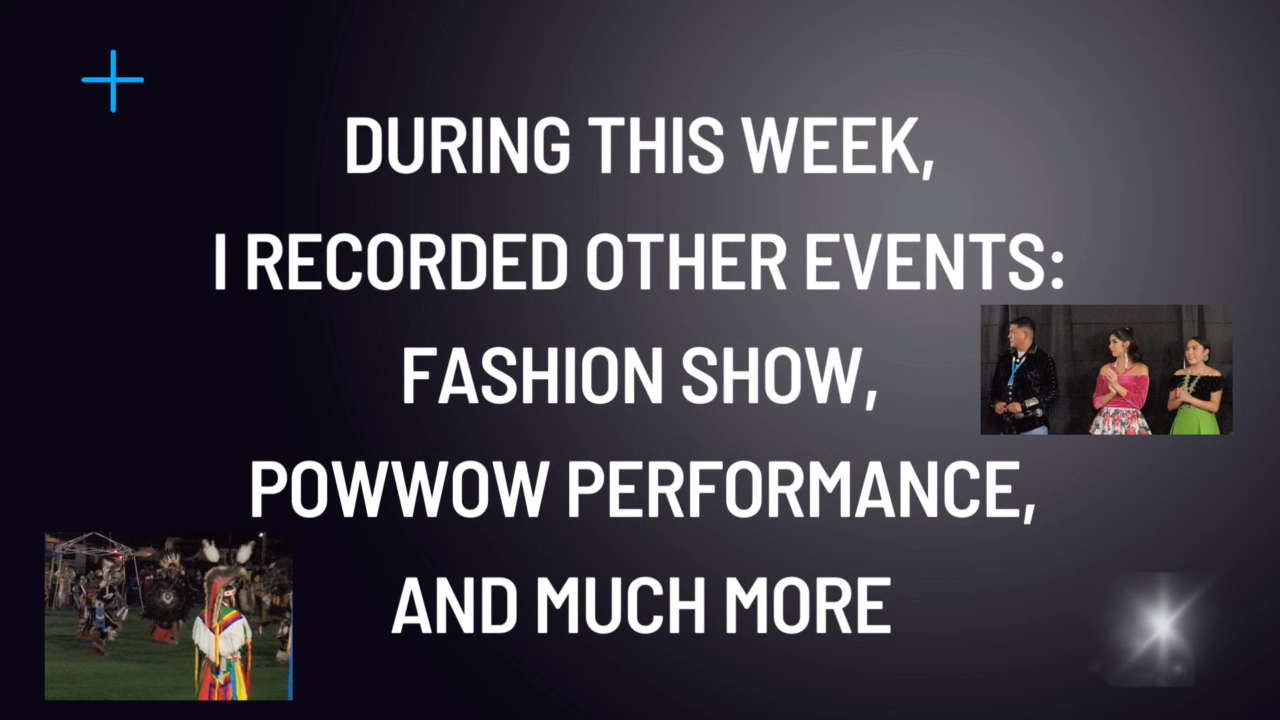 DURING THIS WEEK,
I RECORDED OTHER EVENTS:
FASHION SHOW,
POWWOW PERFORMANCE,
AND MUCH MORE